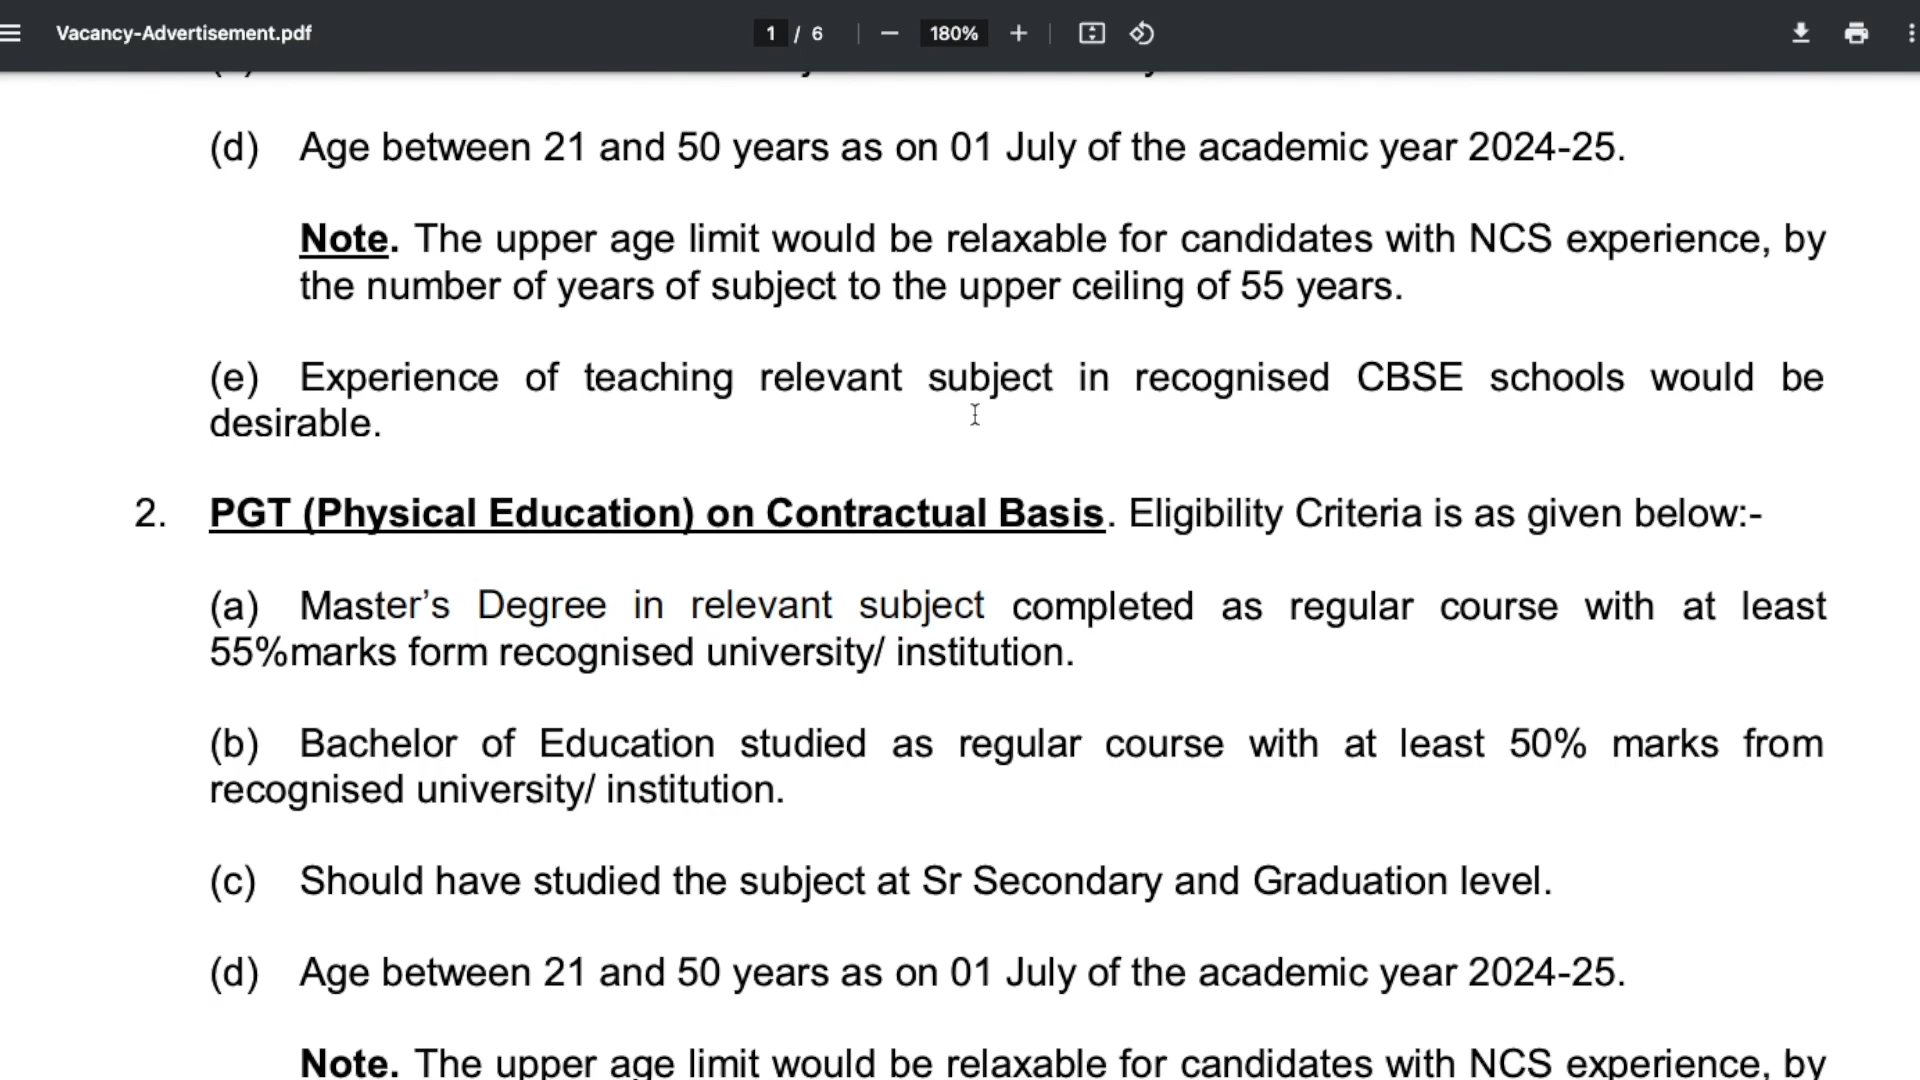 Vacancy-Advertisement.pdf
1 / 6
180%
(d) Age between 21 and 50 years as on 01 July of the academic year 2024-25.
Note. The upper age limit would be relaxable for candidates with NCS experience, by
the number of years of subject to the upper ceiling of 55 years.
(e) Experience of teaching relevant subject in recognised CBSE schools would be
desirable.
2. PGT (Physical Education) on Contractual Basis. Eligibility Criteria is as given below:-
(a) Master’s Degree in relevant subject completed as regular course with at least
55%marks form recognised university/ institution.
(b) Bachelor of Education studied as regular course with at least 50% marks from
recognised university/ institution.
(c) Should have studied the subject at Sr Secondary and Graduation level.
(d) Age between 21 and 50 years as on 01 July of the academic year 2024-25.
Note. The upper age limit would be relaxable for candidates with NCS experience, by